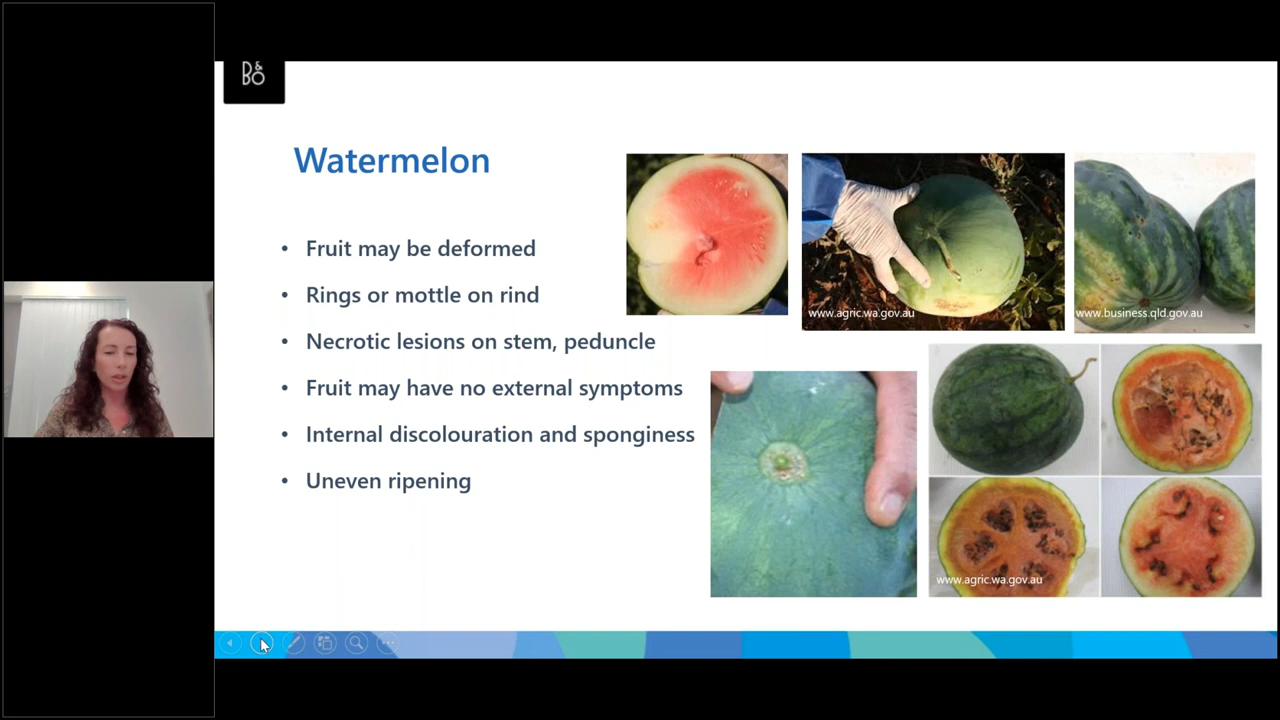 B&
BO
Watermelon
• Fruit may be deformed
• Rings or mottle on rind
• Necrotic lesions on stem, peduncle
• Fruit may have no external symptoms
• Internal discolouration and sponginess
• Uneven ripening
www.agric.wa.gov.au
www.business.qld.gov.au
www.agric.wa.gov.au